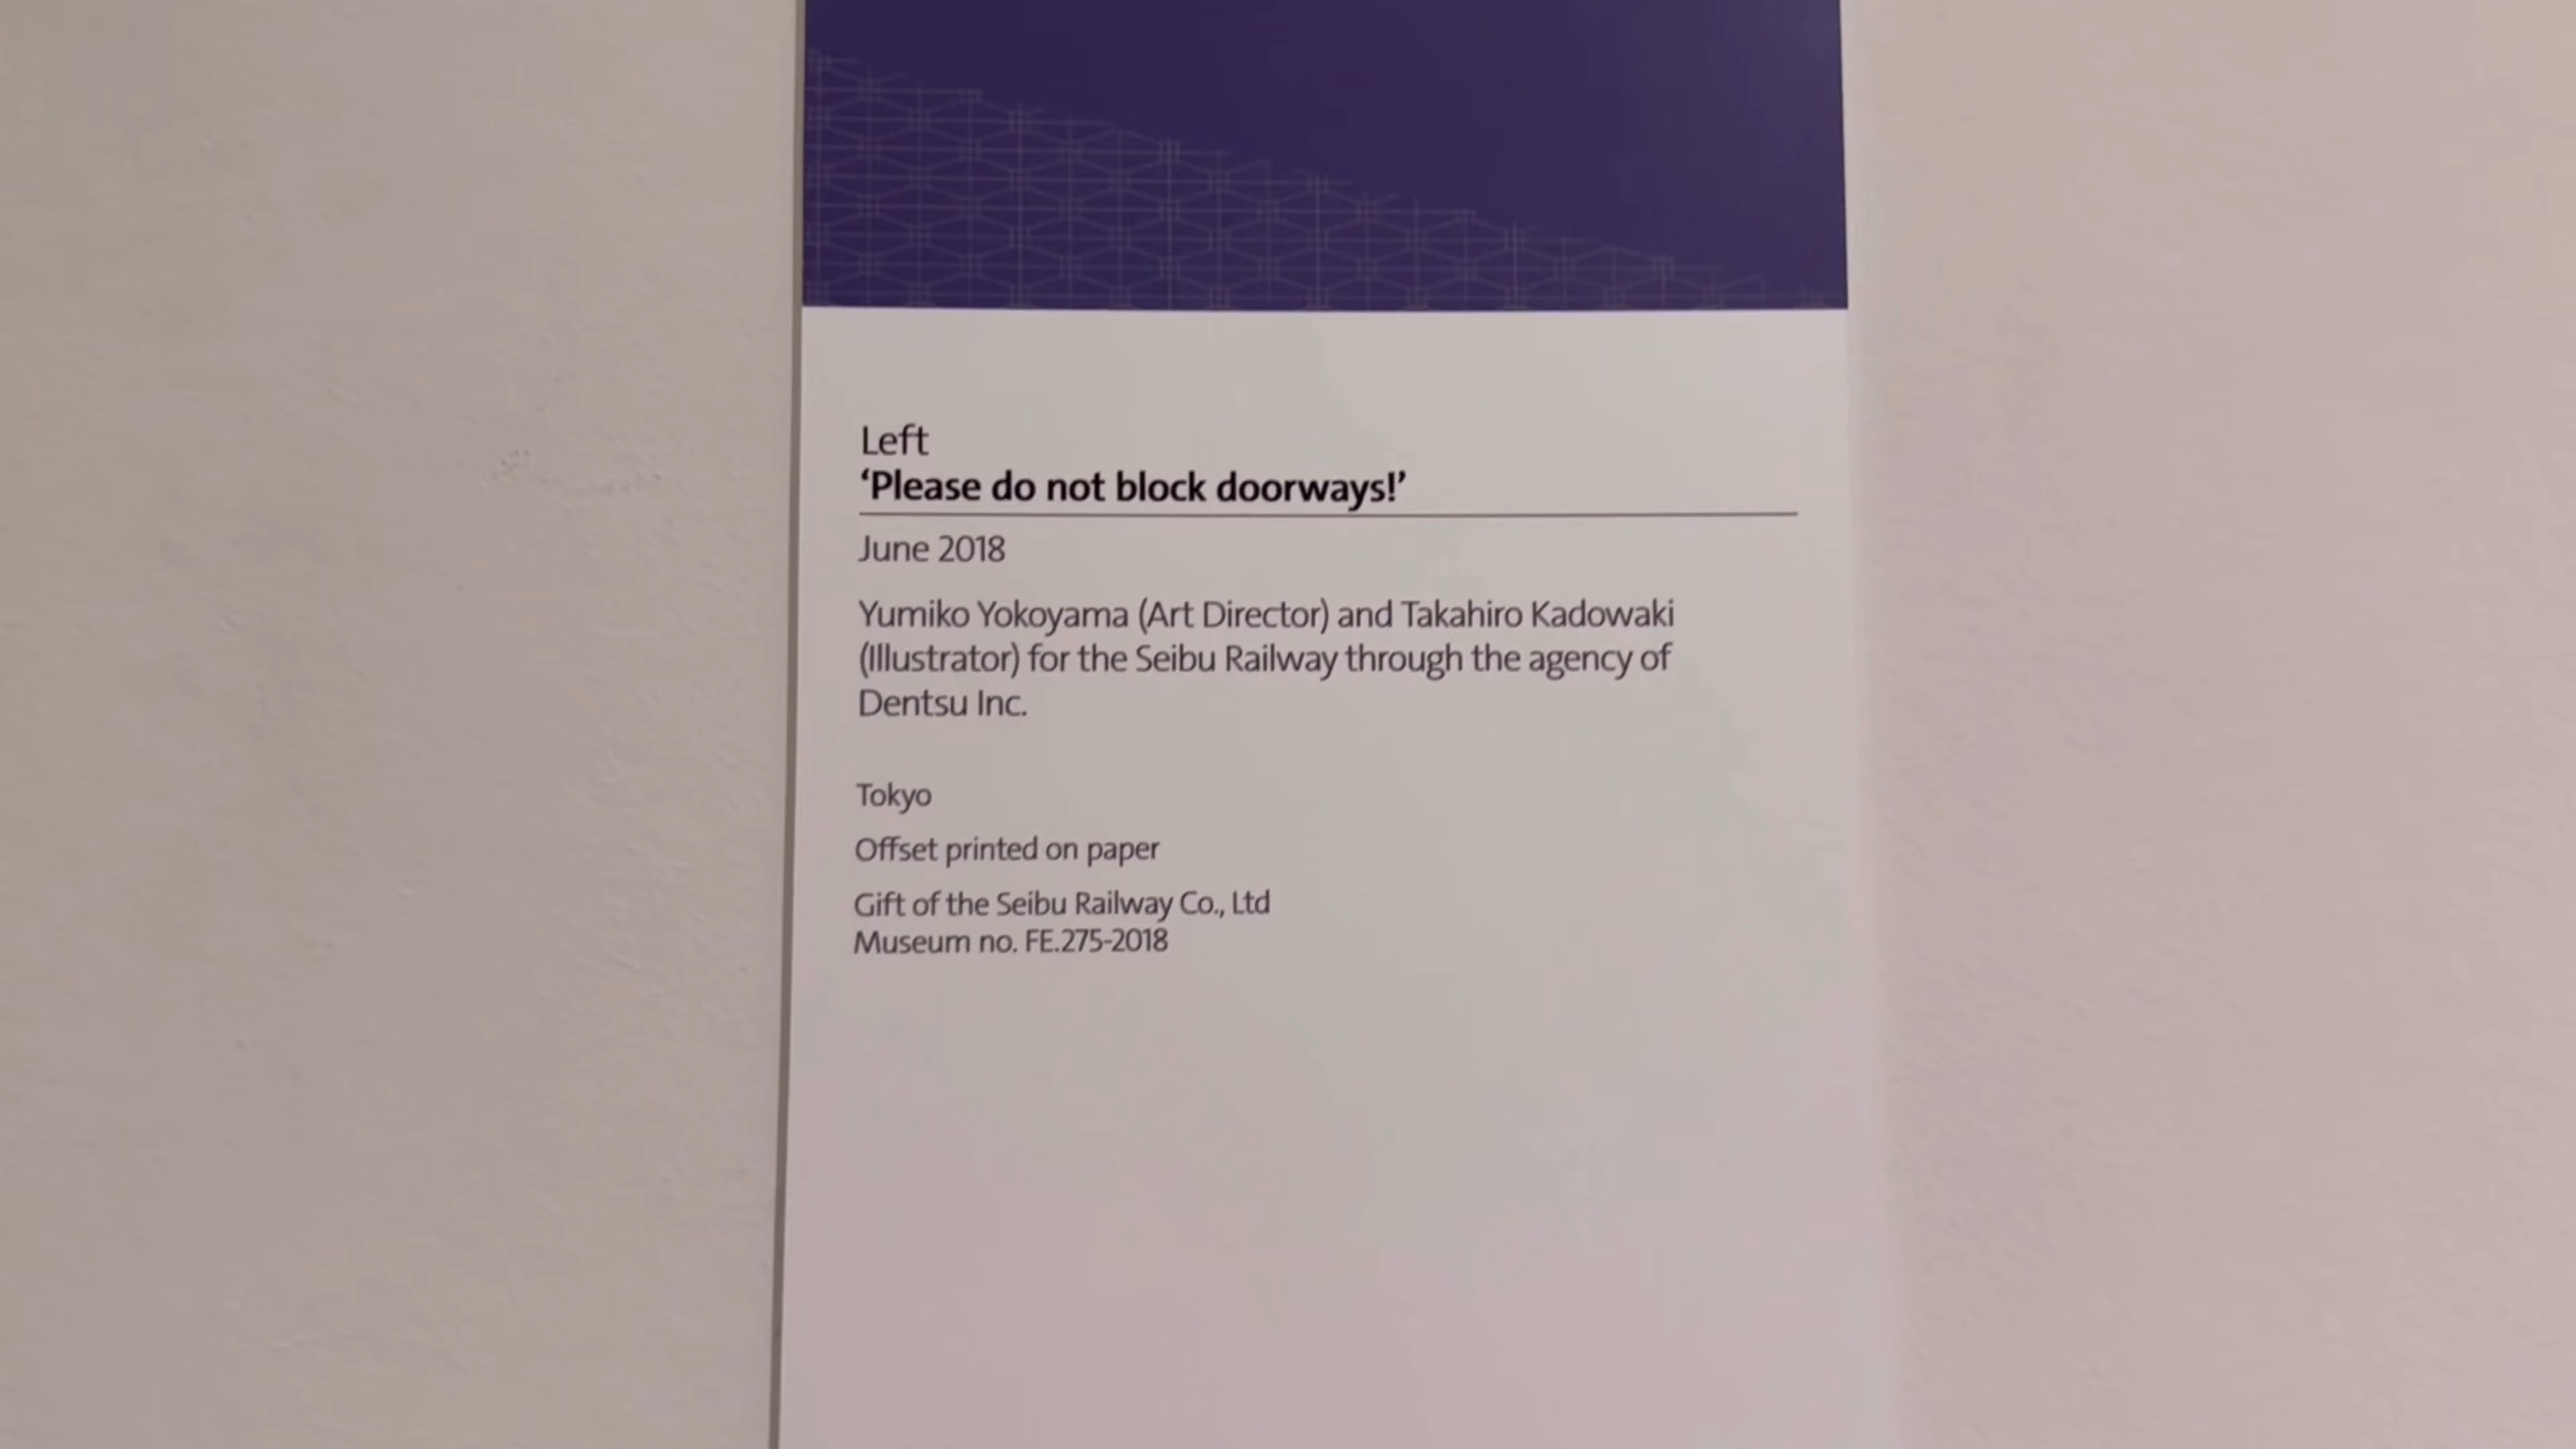 Left
‘Please do not block doorways!’
June 2018
Yumiko Yokoyama (Art Director) and Takahiro Kadowaki
(Illustrator) for the Seibu Railway through the agency of
Dentsu Inc.
Tokyo
Offset printed on paper
Gift of the Seibu Railway Co., Ltd
Museum no. FE.275-2018